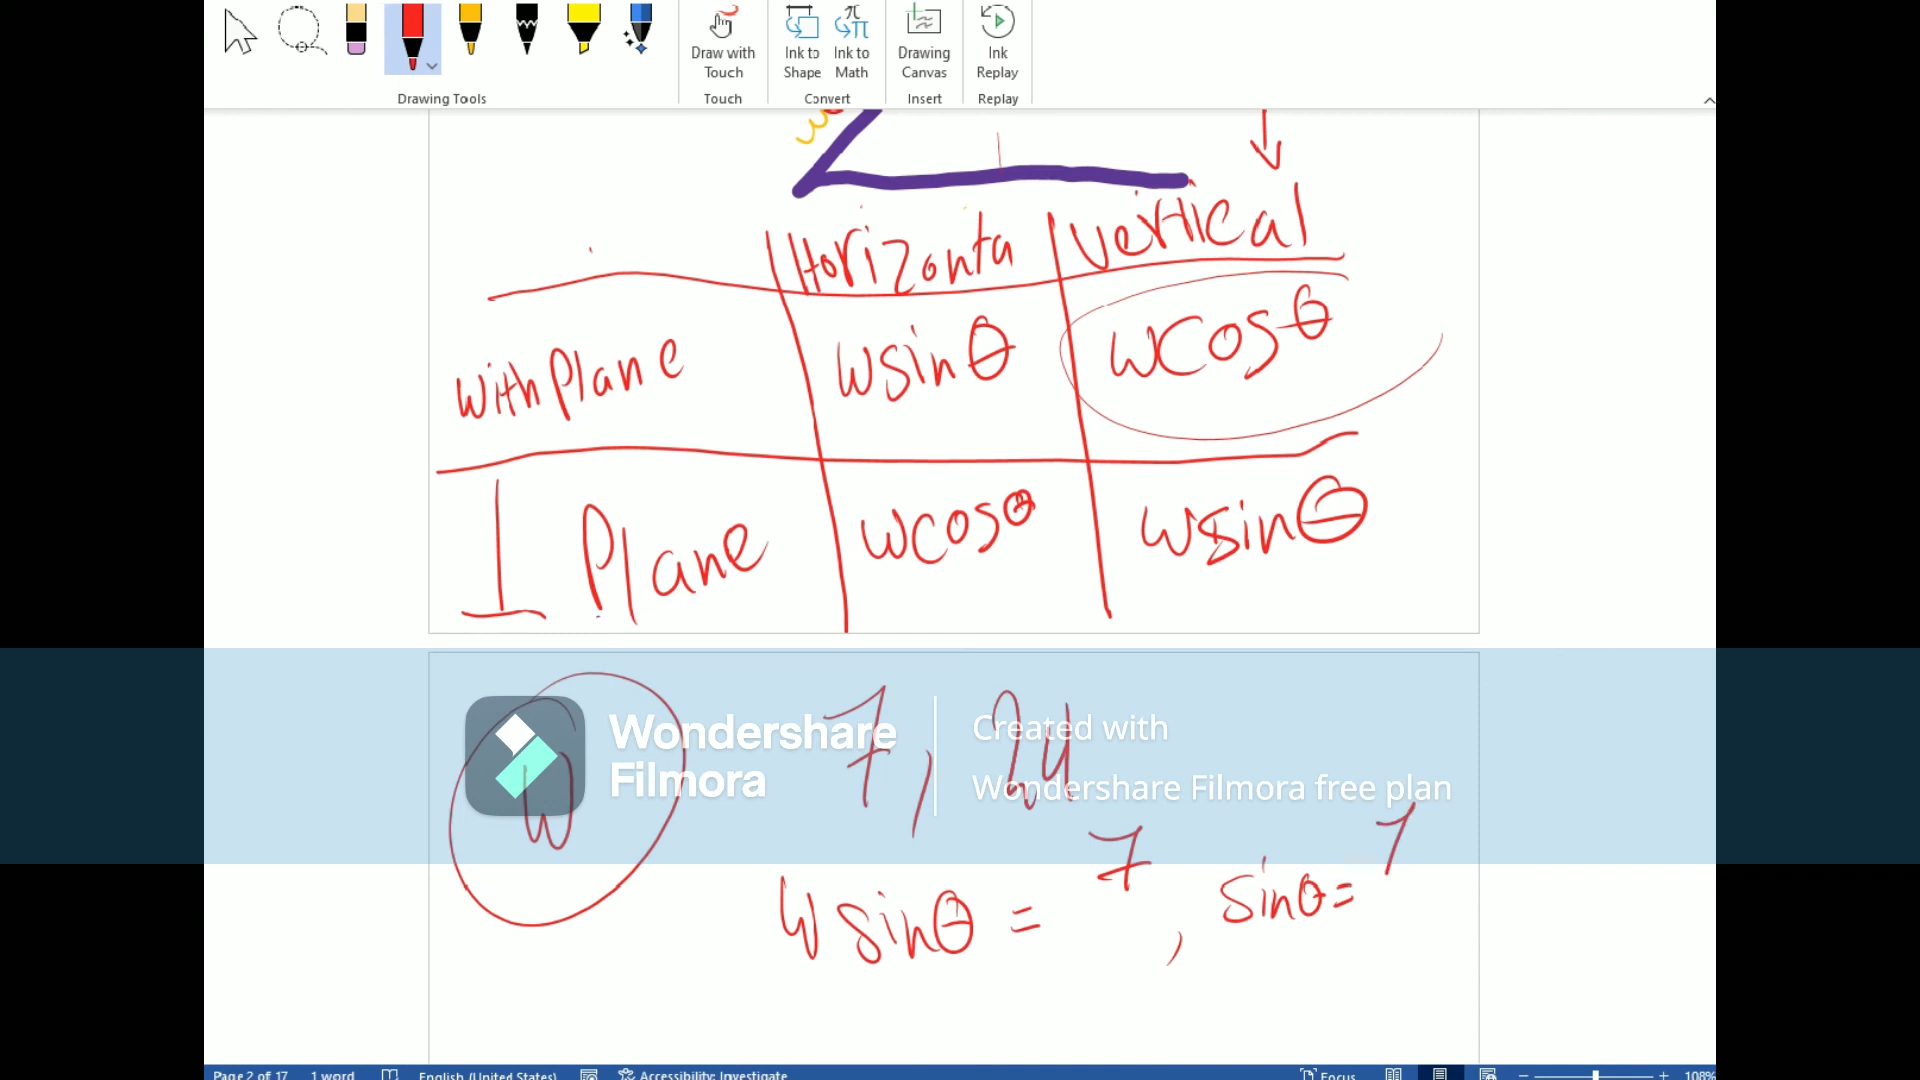 Draw with Touch
Ink to Shape
Ink to Math
Drawing Canvas
Ink Replay
Drawing Tools
Touch
Convert
Insert
Replay
Horizonta vertical
with Plane wsinθ wcosθ
⊥ Plane wcosθ wsinθ
W 7, 24
Wondershare Filmora
Created with
Wondershare Filmora free plan
W sinθ = 7, sinθ = 7
Page 2 of 17 1 word English (United States) Accessibility: Investigate Focus 108%